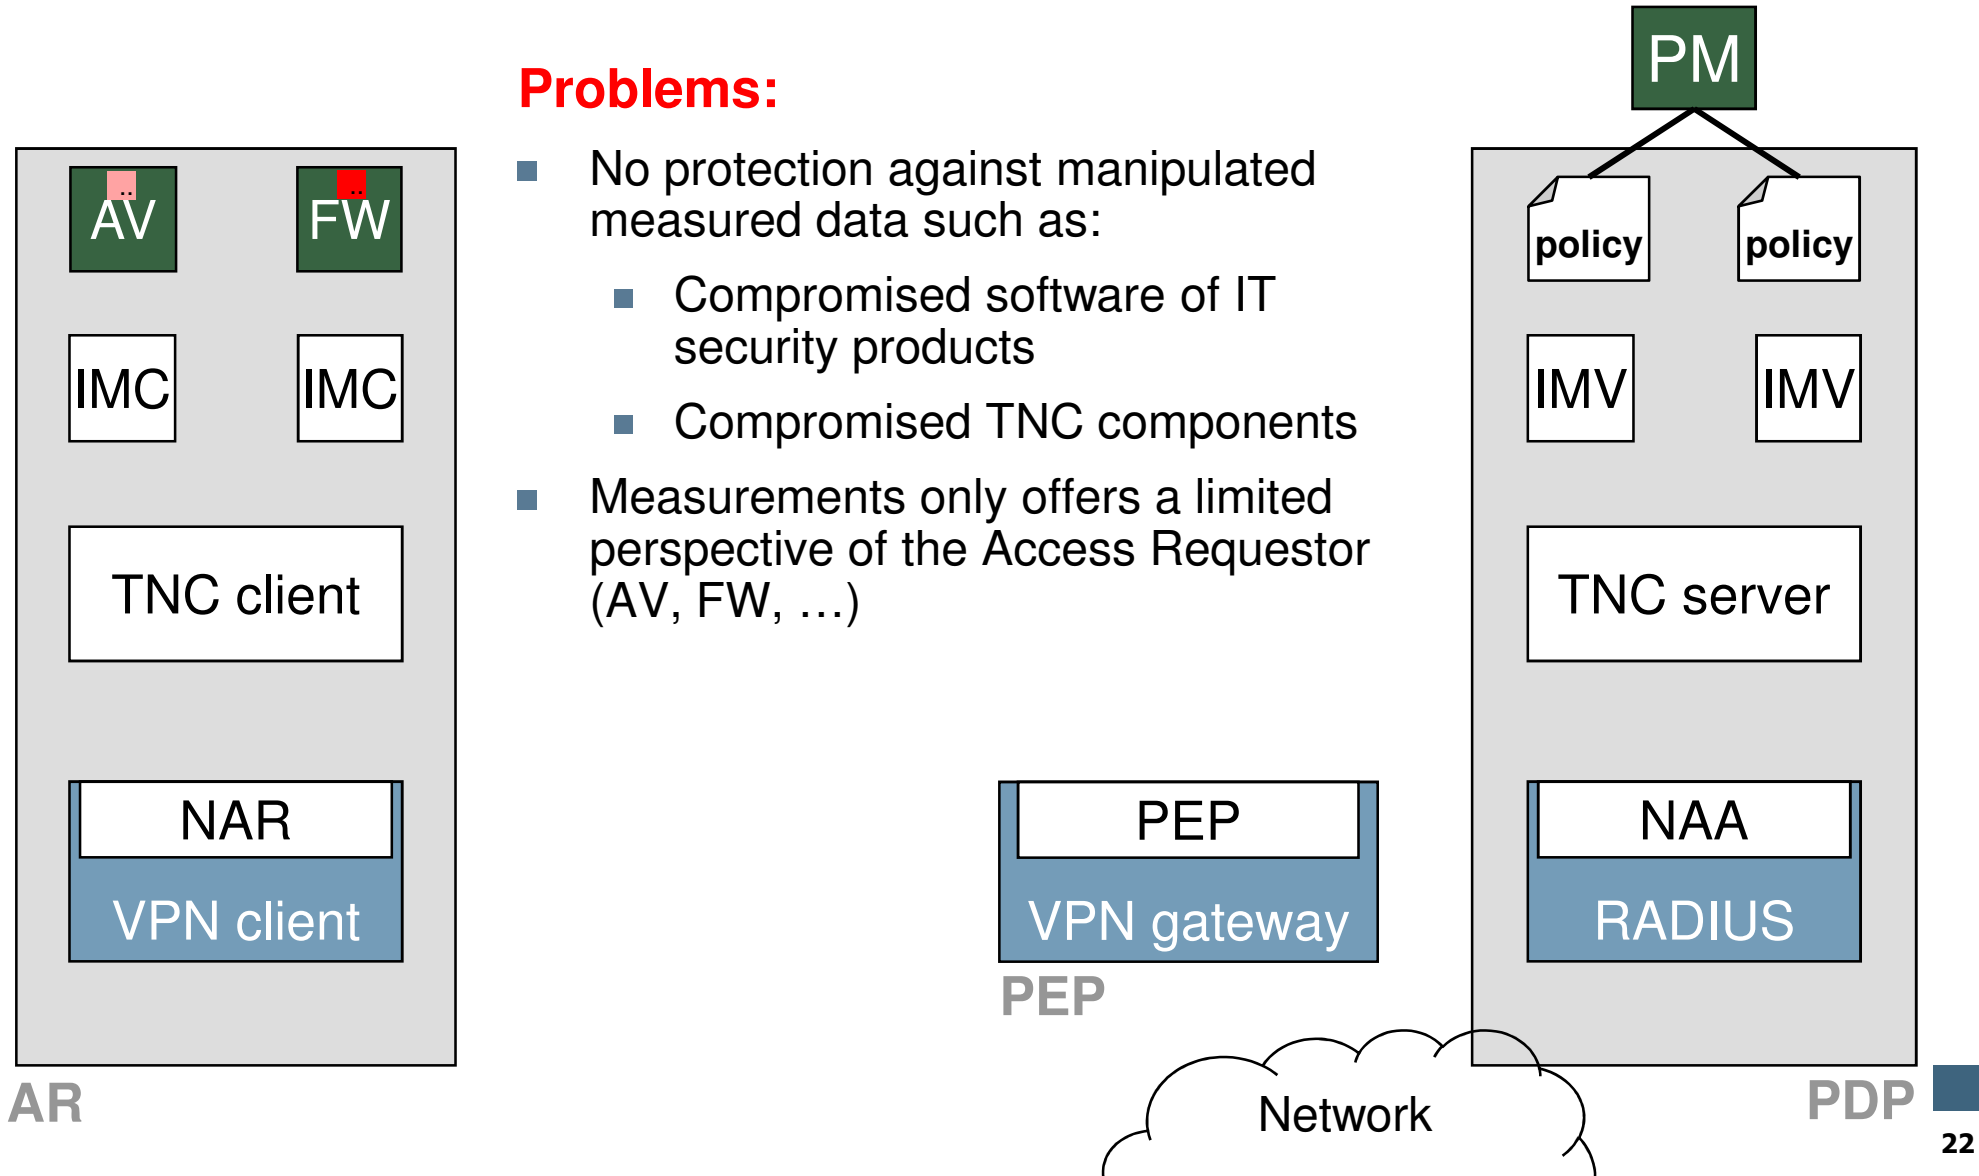 PM
Problems:
No protection against manipulated
measured data such as:
Compromised software of IT
security products
Compromised TNC components
Measurements only offers a limited
perspective of the Access Requestor
(AV, FW, …)
..
AV
..
FW
IMC
IMC
TNC client
NAR
VPN client
AR
PEP
VPN gateway
PEP
Network
policy
policy
IMV
IMV
TNC server
NAA
RADIUS
PDP
22